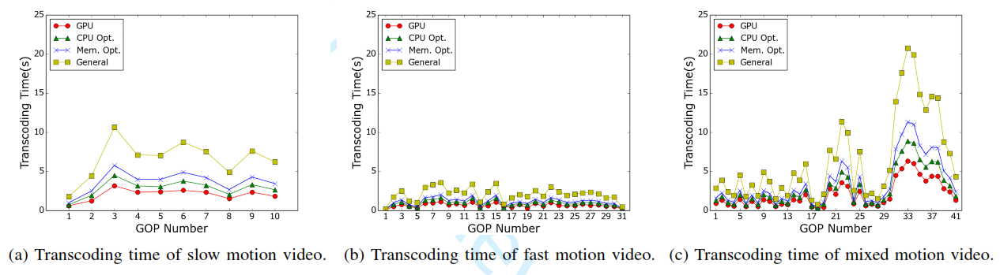 25
20
15
10
5
0
Transcoding Time(s)
GPU
CPU Opt.
Mem. Opt.
General
1 2 3 4 5 6 7 8 9 10
GOP Number
(a) Transcoding time of slow motion video.
25
20
15
10
5
0
Transcoding Time(s)
GPU
CPU Opt.
Mem. Opt.
General
1 3 5 7 9 11 13 15 17 19 21 23 25 27 29 31
GOP Number
(b) Transcoding time of fast motion video.
25
20
15
10
5
0
Transcoding Time(s)
GPU
CPU Opt.
Mem. Opt.
General
1 5 9 13 17 21 25 29 33 37 41
GOP Number
(c) Transcoding time of mixed motion video.